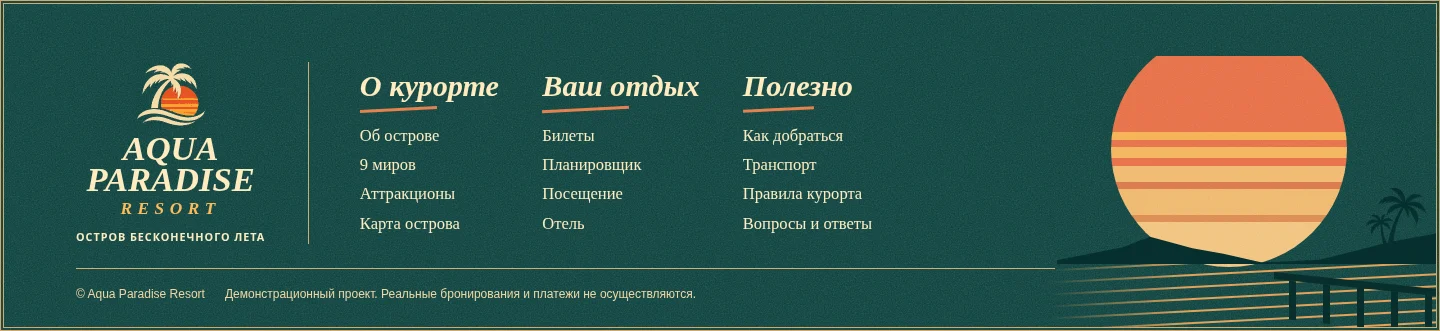 AQUA
PARADISE
RESORT
ОСТРОВ БЕСКОНЕЧНОГО ЛЕТА
О курорте
Об острове
9 миров
Аттракционы
Карта острова
Ваш отдых
Билеты
Планировщик
Посещение
Отель
Полезно
Как добраться
Транспорт
Правила курорта
Вопросы и ответы
© Aqua Paradise Resort Демонстрационный проект. Реальные бронирования и платежи не осуществляются.